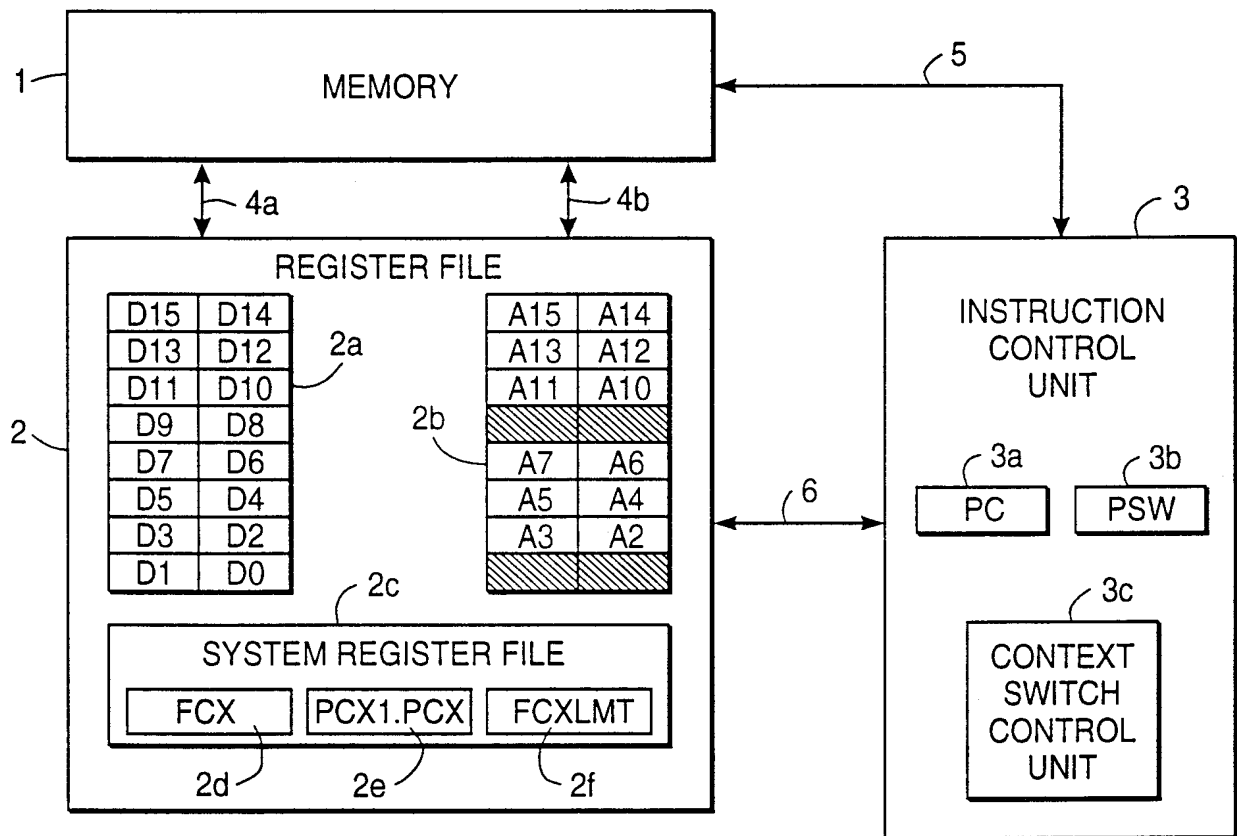 1
MEMORY
5
4a
4b
3
2
REGISTER FILE
D15 D14
D13 D12
D11 D10
D9 D8
D7 D6
D5 D4
D3 D2
D1 D0
2a
A15 A14
A13 A12
A11 A10
A7 A6
A5 A4
A3 A2
2b
2c
SYSTEM REGISTER FILE
FCX
PCX1.PCX
FCXLMT
2d
2e
2f
6
INSTRUCTION
CONTROL
UNIT
3a
PC
3b
PSW
3c
CONTEXT
SWITCH
CONTROL
UNIT